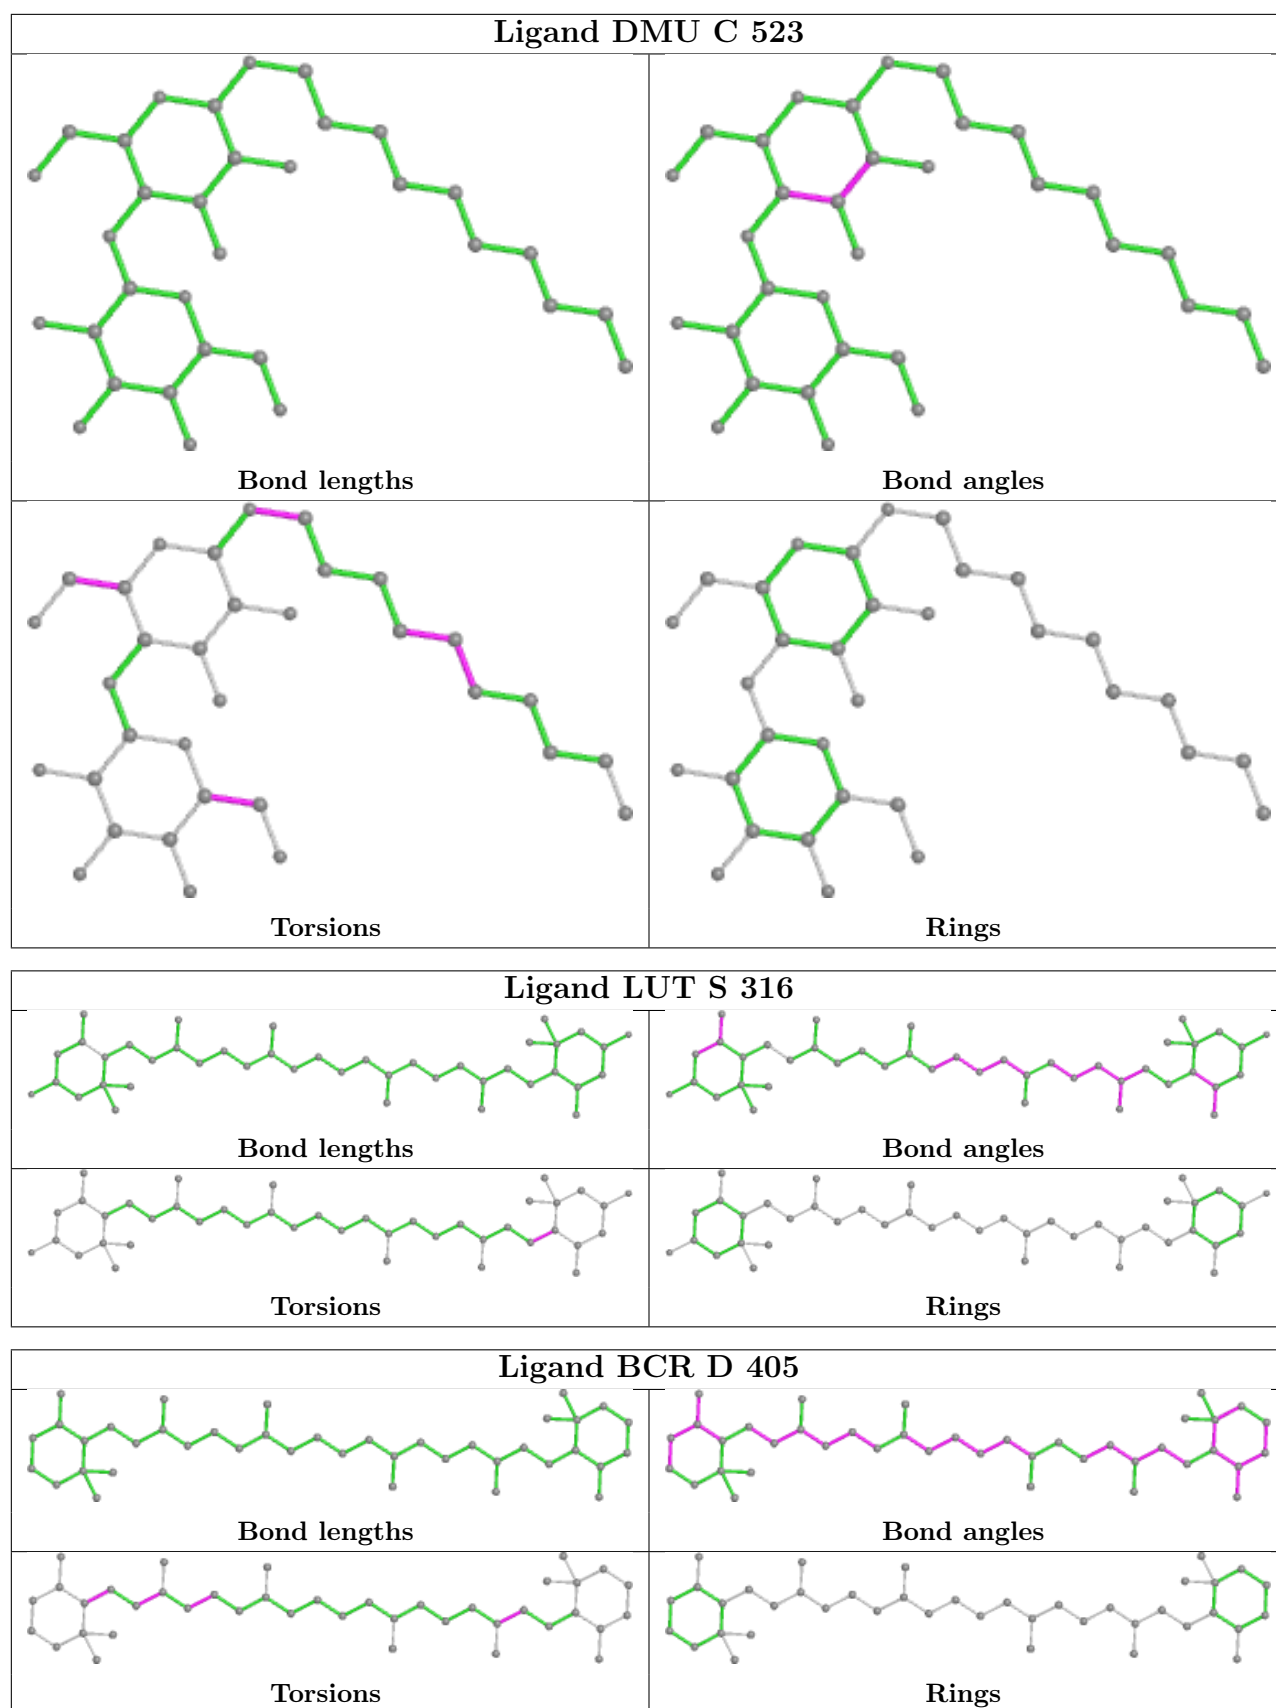 Ligand DMU C 523
Bond lengths
Bond angles
Torsions
Rings
Ligand LUT S 316
Bond lengths
Bond angles
Torsions
Rings
Ligand BCR D 405
Bond lengths
Bond angles
Torsions
Rings